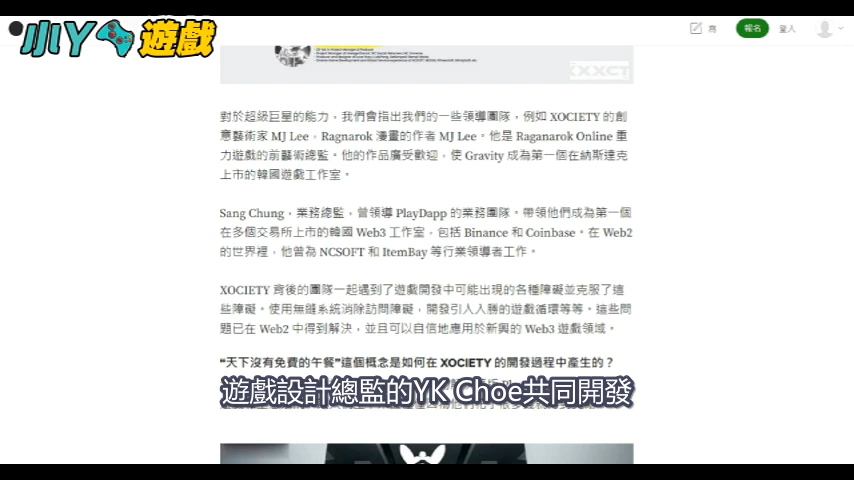 小丫遊戲
寫
報名
登入
XXCT
對於超級巨星的能力，我們會指出我們的一些領導團隊，例如 XOCIETY 的創
意藝術家 MJ Lee，Ragnarok 漫畫的作者 MJ Lee。他是 Raganarok Online 重
力遊戲的前藝術總監。他的作品廣受歡迎，使 Gravity 成為第一個在納斯達克
上市的韓國遊戲工作室。
Sang Chung，業務總監，曾領導 PlayDapp 的業務團隊。帶領他們成為第一個
在多個交易所上市的韓國 Web3 工作室，包括 Binance 和 Coinbase。在 Web2
的世界裡，他曾為 NCSOFT 和 ItemBay 等行業領導者工作。
XOCIETY 背後的團隊一起遇到了遊戲開發中可能出現的各種障礙並克服了這
些障礙。使用無縫系統消除訪問障礙，開發引人入勝的遊戲循環等等。這些問
題已在 Web2 中得到解決，並且可以自信地應用於新興的 Web3 遊戲領域。
“天下沒有免費的午餐”這個概念是如何在 XOCIETY 的開發過程中產生的？
遊戲設計總監的YK Choe共同開發